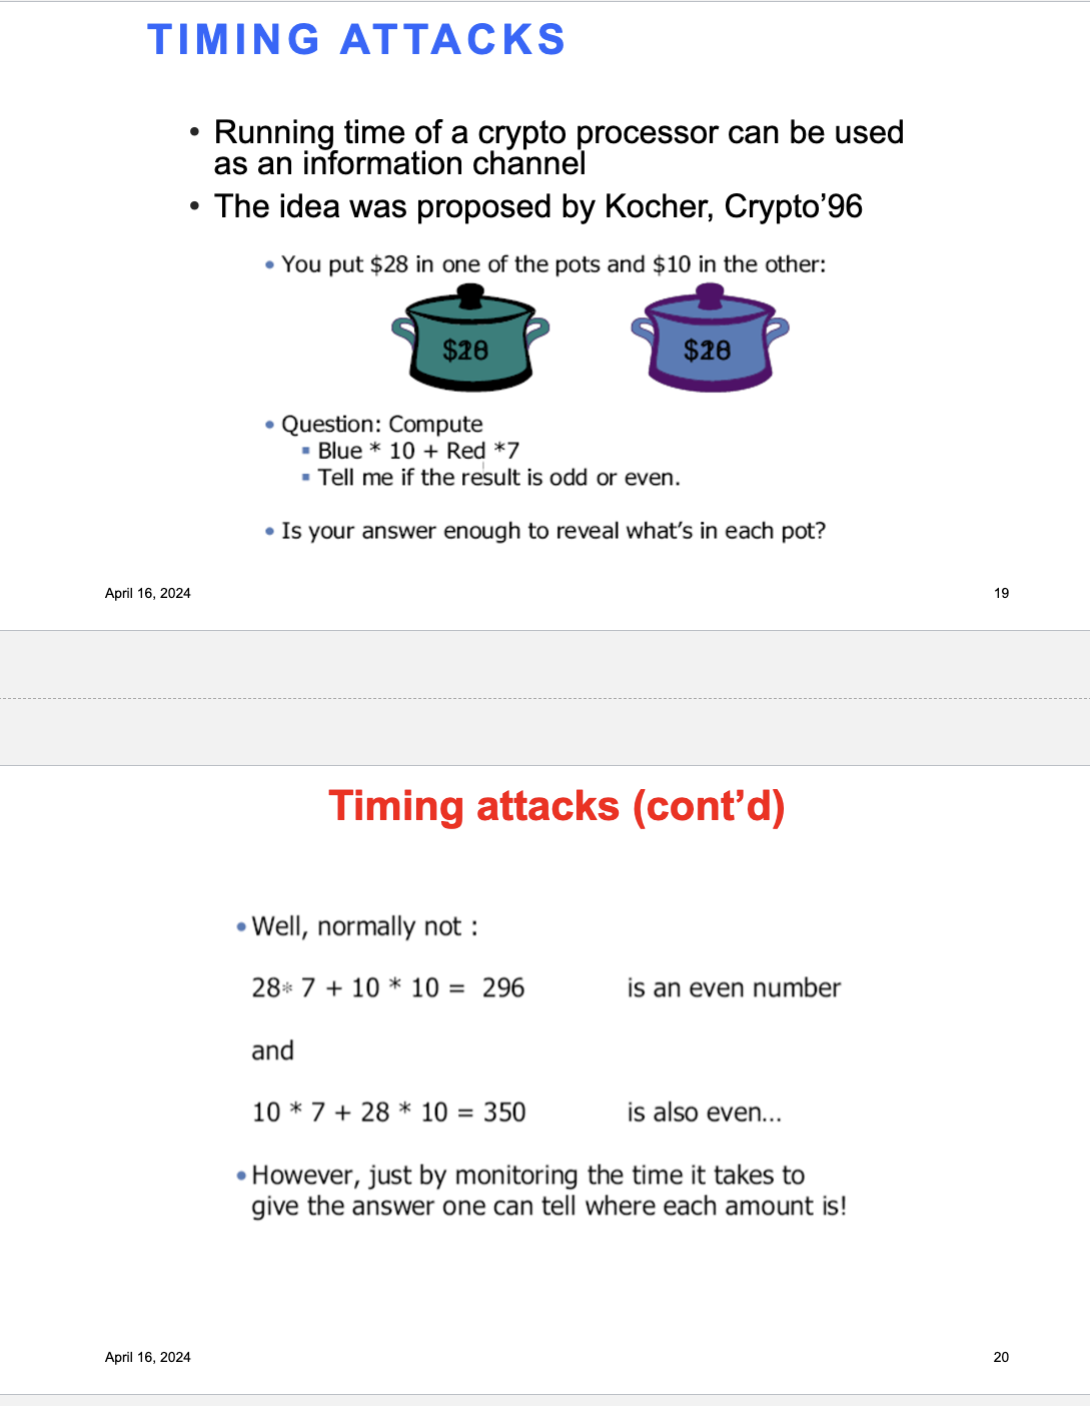 TIMING ATTACKS
• Running time of a crypto processor can be used
as an information channel
• The idea was proposed by Kocher, Crypto’96
• You put $28 in one of the pots and $10 in the other:
• Question: Compute
▪ Blue * 10 + Red *7
▪ Tell me if the result is odd or even.
• Is your answer enough to reveal what’s in each pot?
April 16, 2024 19
Timing attacks (cont’d)
• Well, normally not :
28* 7 + 10 * 10 = 296 is an even number
and
10 * 7 + 28 * 10 = 350 is also even...
• However, just by monitoring the time it takes to
give the answer one can tell where each amount is!
April 16, 2024 20